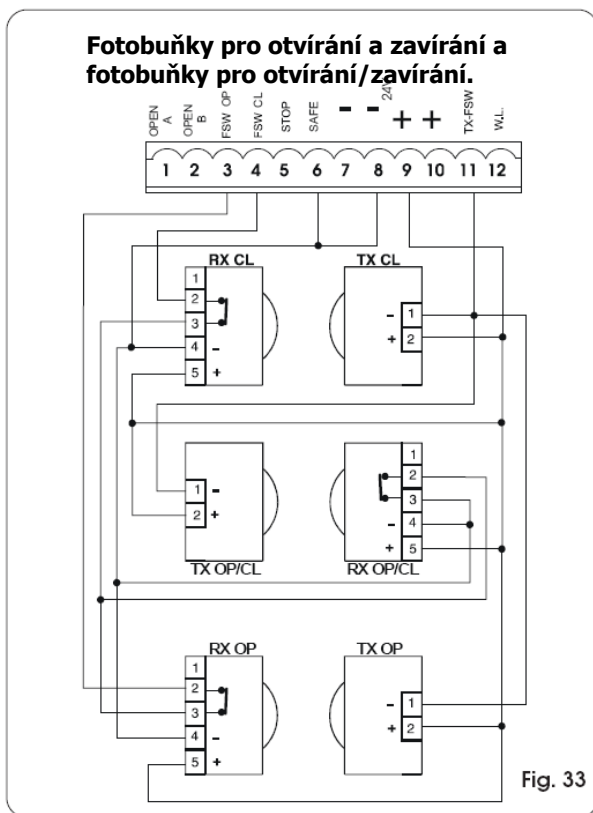 Fotobuňky pro otvírání a zavírání a
fotobuňky pro otvírání/zavírání.
OPEN A
OPEN B
FSW OP
FSW CL
STOP
SAFE
-
-
24V
+
+
TX-FSW
W.L.
1 2 3 4 5 6 7 8 9 10 11 12
RX CL
1
2
3
4 -
5 +
TX CL
- 1
+ 2
1 -
2 +
TX OP/CL
1
2
3
- 4
+ 5
RX OP/CL
RX OP
1
2
3
4 -
5 +
TX OP
- 1
+ 2
Fig. 33